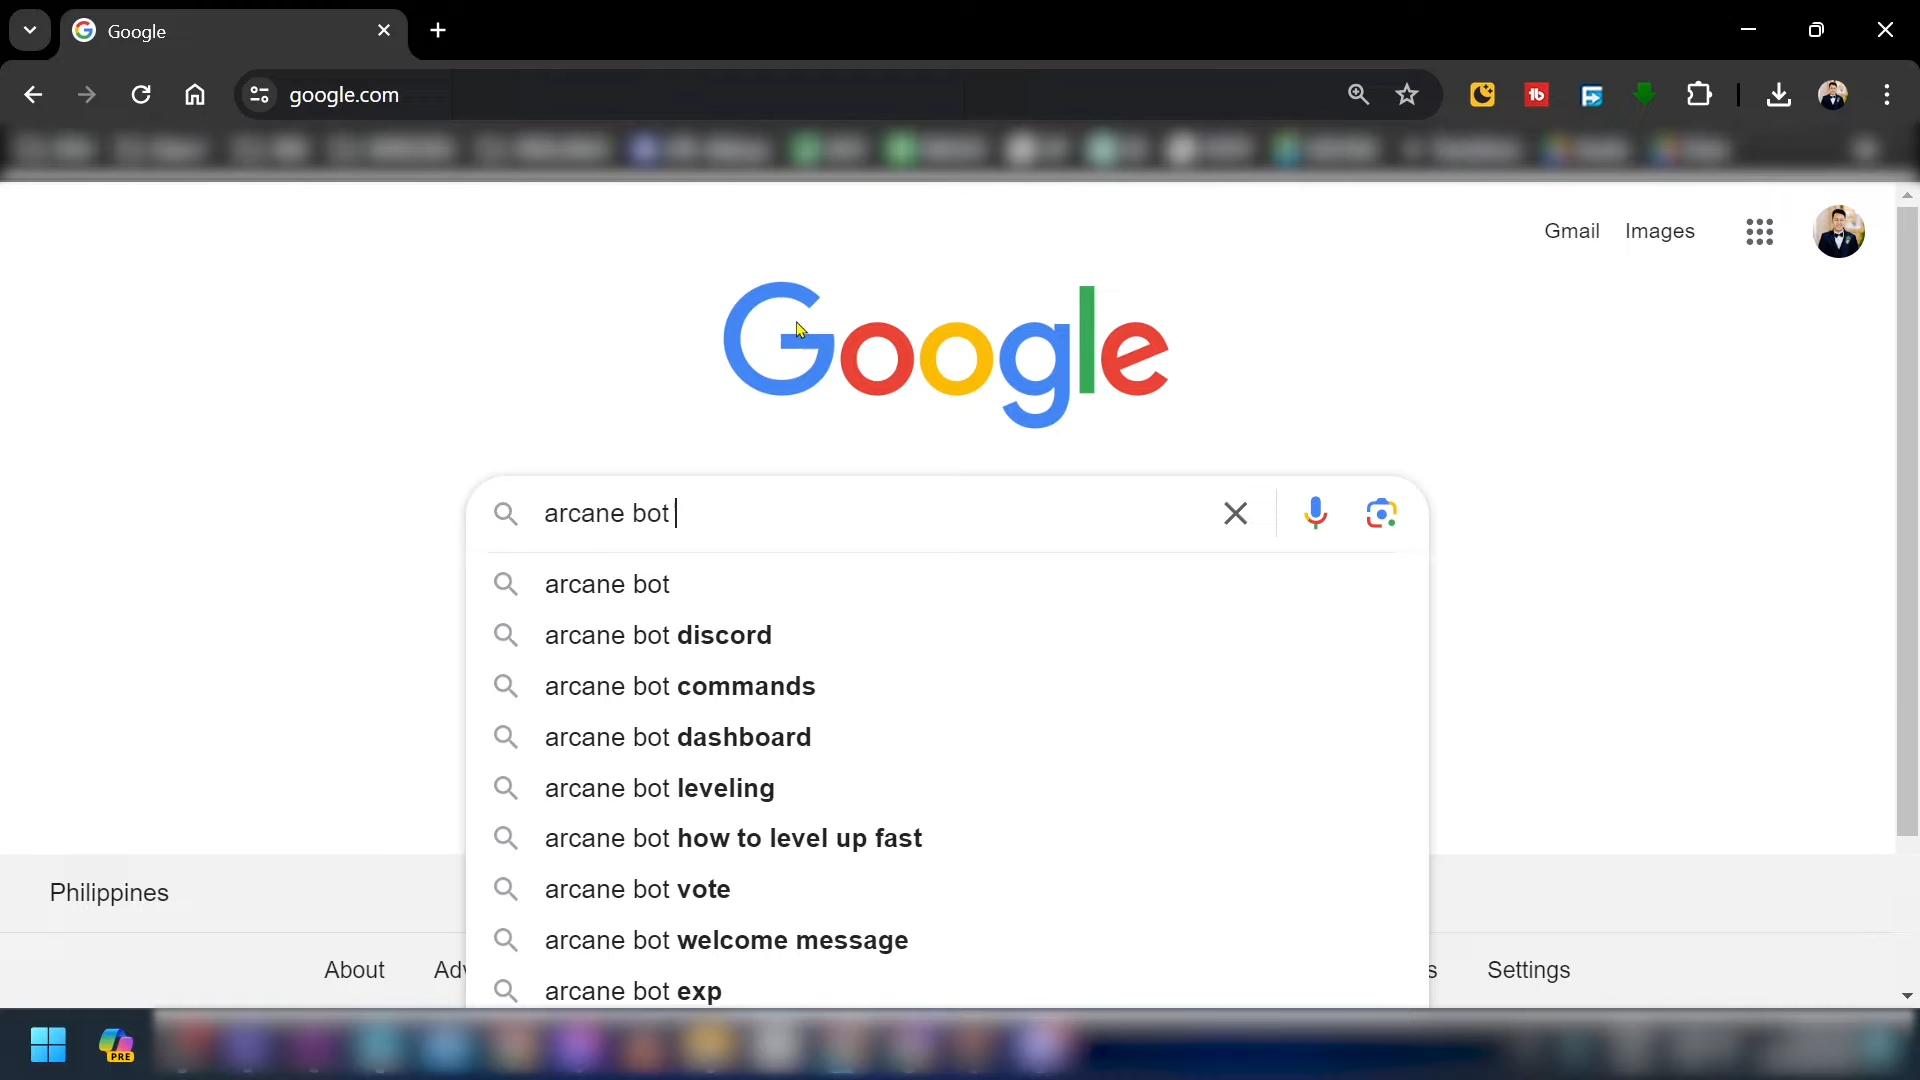 Google
google.com
Gmail Images
Google
arcane bot
arcane bot
arcane bot discord
arcane bot commands
arcane bot dashboard
arcane bot leveling
arcane bot how to level up fast
arcane bot vote
arcane bot welcome message
arcane bot exp
Philippines
About Adv s Settings
PRE